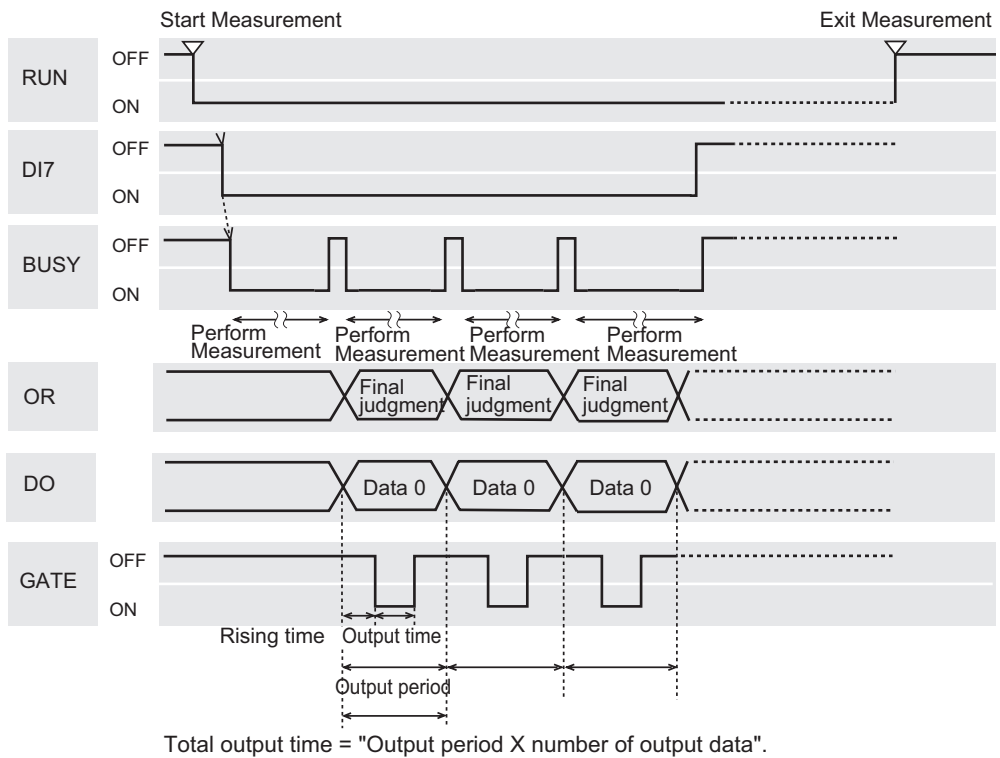 Start Measurement
Exit Measurement
RUN
OFF
ON
DI7
OFF
ON
BUSY
OFF
ON
Perform
Measurement
Perform
Measurement
Perform
Measurement
Perform
Measurement
OR
Final
judgment
Final
judgment
Final
judgment
DO
Data 0
Data 0
Data 0
GATE
OFF
ON
Rising time
Output time
Output period
Total output time = "Output period X number of output data".